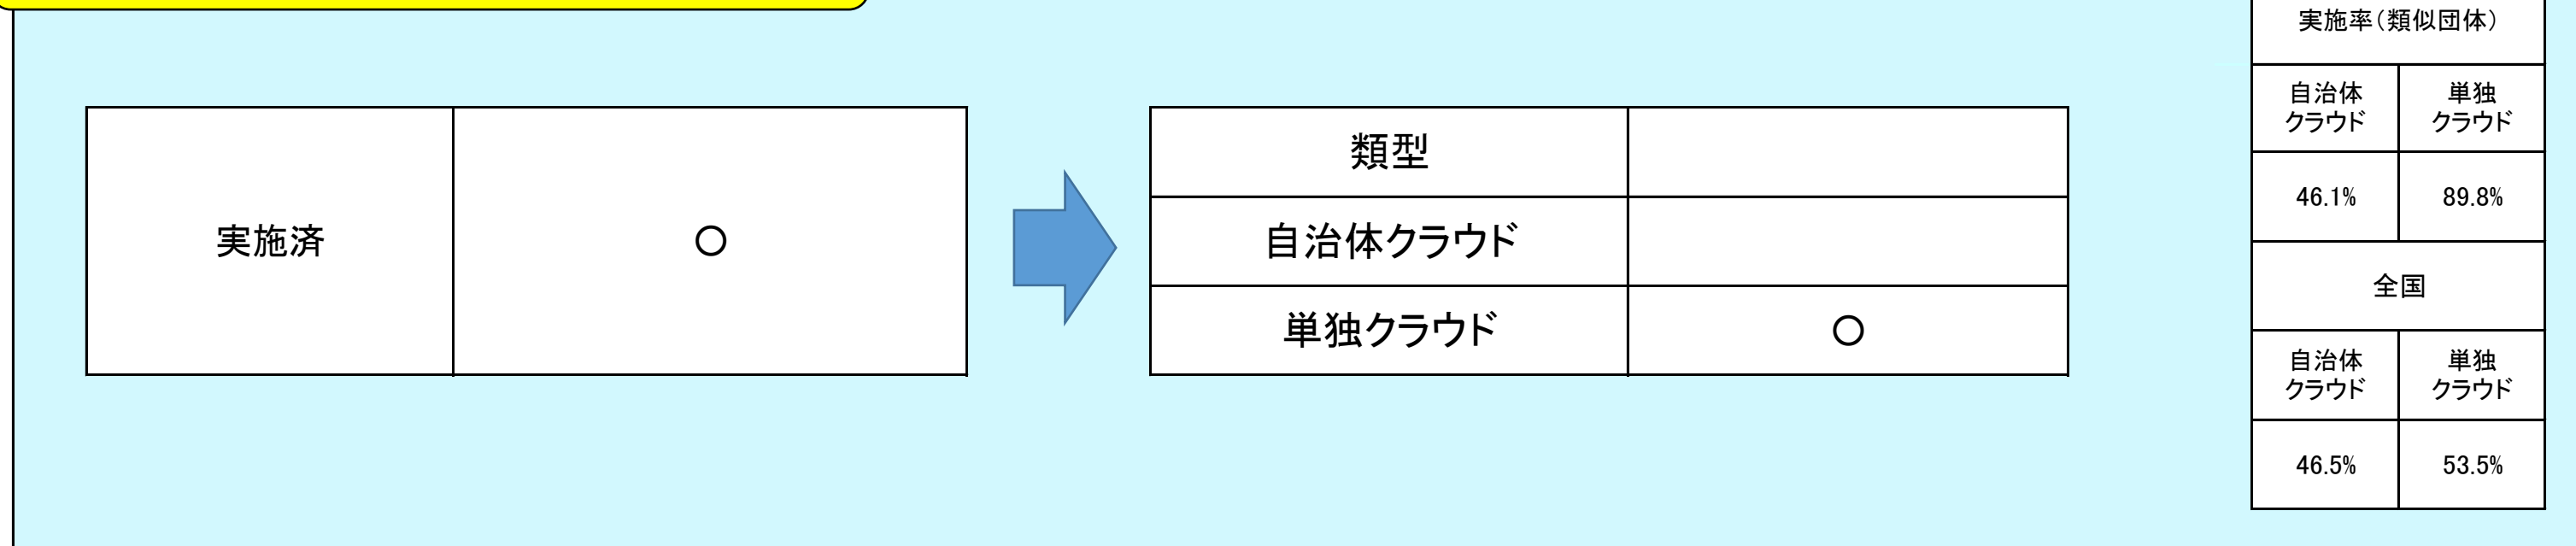 実施済
○
類型
自治体クラウド
単独クラウド
○
実施率(類似団体)
自治体
クラウド
単独
クラウド
46.1%
89.8%
全国
自治体
クラウド
単独
クラウド
46.5%
53.5%